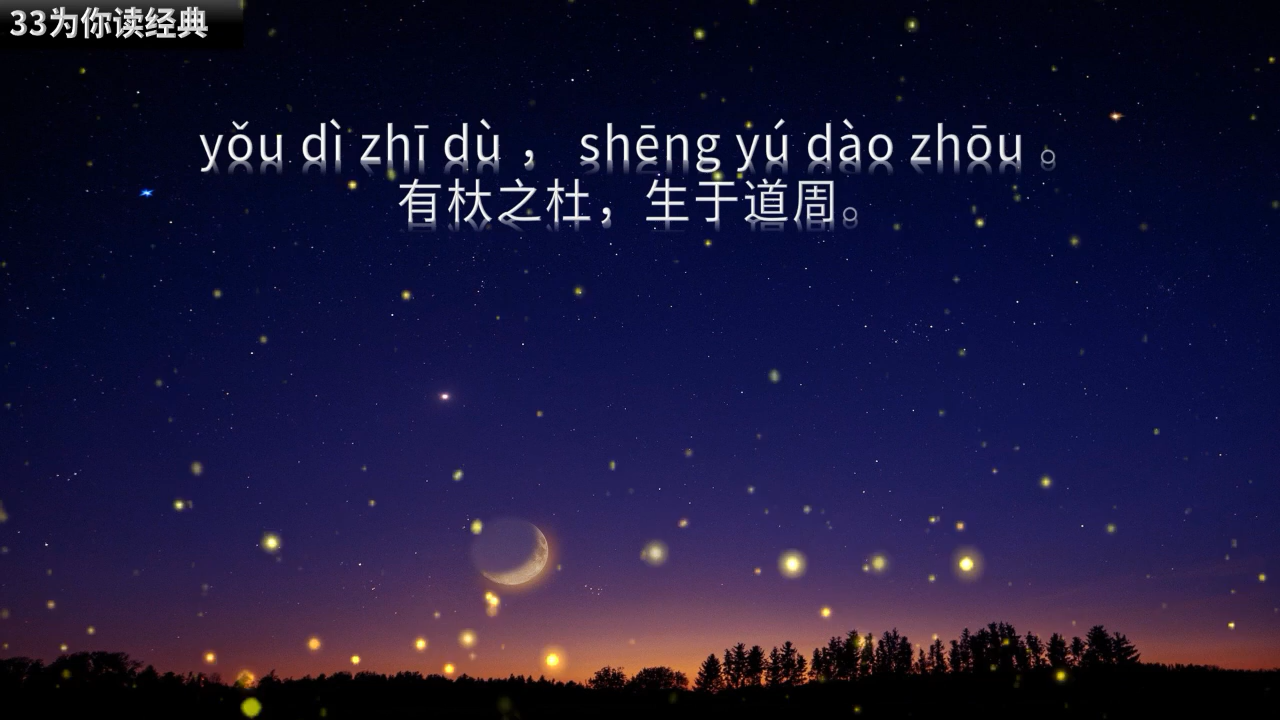 33为你读经典
yǒu dì zhī dù ， shēng yú dào zhōu 。
有杕之杜，生于道周。